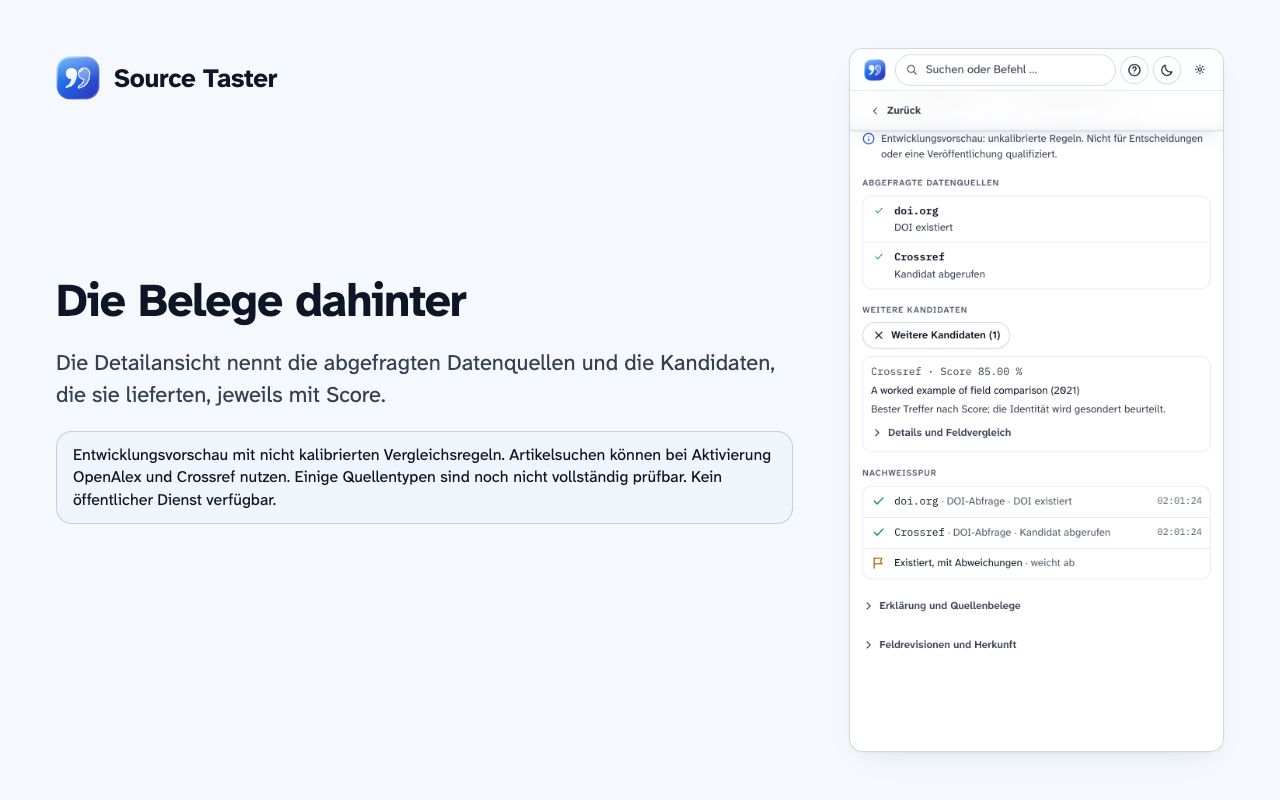 Source Taster
Die Belege dahinter
Die Detailansicht nennt die abgefragten Datenquellen und die Kandidaten,
die sie lieferten, jeweils mit Score.
Entwicklungsvorschau mit nicht kalibrierten Vergleichsregeln. Artikelsuchen können bei Aktivierung
OpenAlex und Crossref nutzen. Einige Quellentypen sind noch nicht vollständig prüfbar. Kein
öffentlicher Dienst verfügbar.
Suchen oder Befehl ...
Zurück
Entwicklungsvorschau: unkalibrierte Regeln. Nicht für Entscheidungen
oder eine Veröffentlichung qualifiziert.
ABGEFRAGTE DATENQUELLEN
doi.org
DOI existiert
Crossref
Kandidat abgerufen
WEITERE KANDIDATEN
Weitere Kandidaten (1)
Crossref · Score 85.00 %
A worked example of field comparison (2021)
Bester Treffer nach Score; die Identität wird gesondert beurteilt.
Details und Feldvergleich
NACHWEISSPUR
doi.org · DOI-Abfrage · DOI existiert 02:01:24
Crossref · DOI-Abfrage · Kandidat abgerufen 02:01:24
Existiert, mit Abweichungen · weicht ab
Erklärung und Quellenbelege
Feldrevisionen und Herkunft